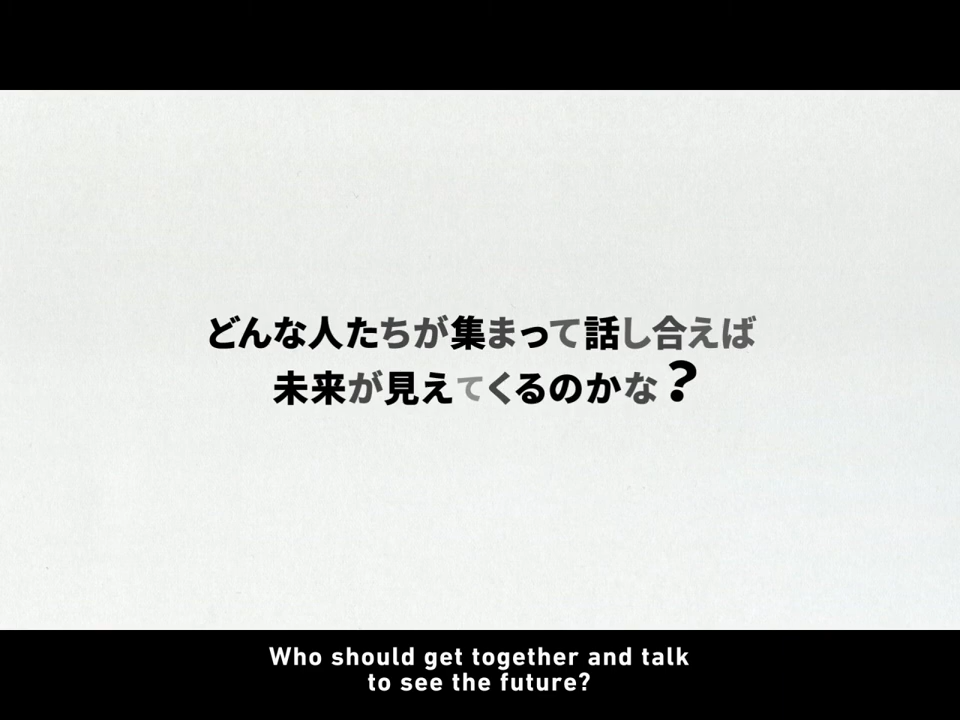 どんな人たちが集まって話し合えば
未来が見えてくるのかな?
Who should get together and talk
to see the future?